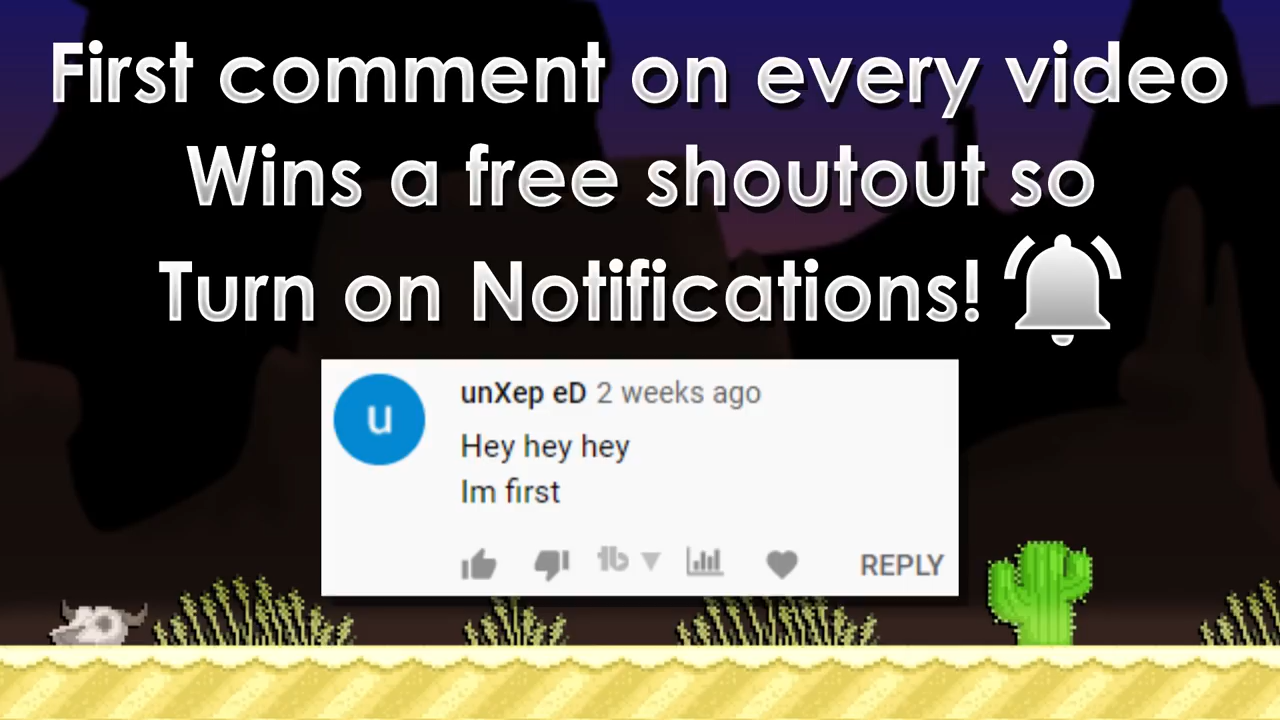 First comment on every video
Wins a free shoutout so
Turn on Notifications!
u
unXep eD 2 weeks ago
Hey hey hey
Im first
tb
REPLY